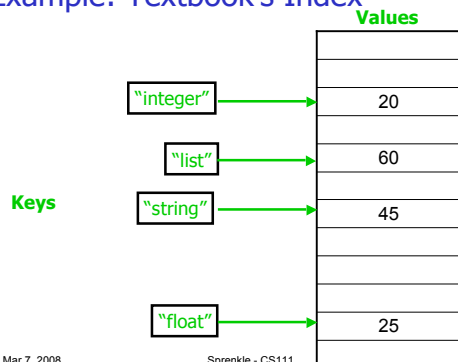 Example: Textbook's Index
Values
"integer"
20
"list"
60
Keys
"string"
45
"float"
25
Mar 7, 2008
Sprenkle - CS111